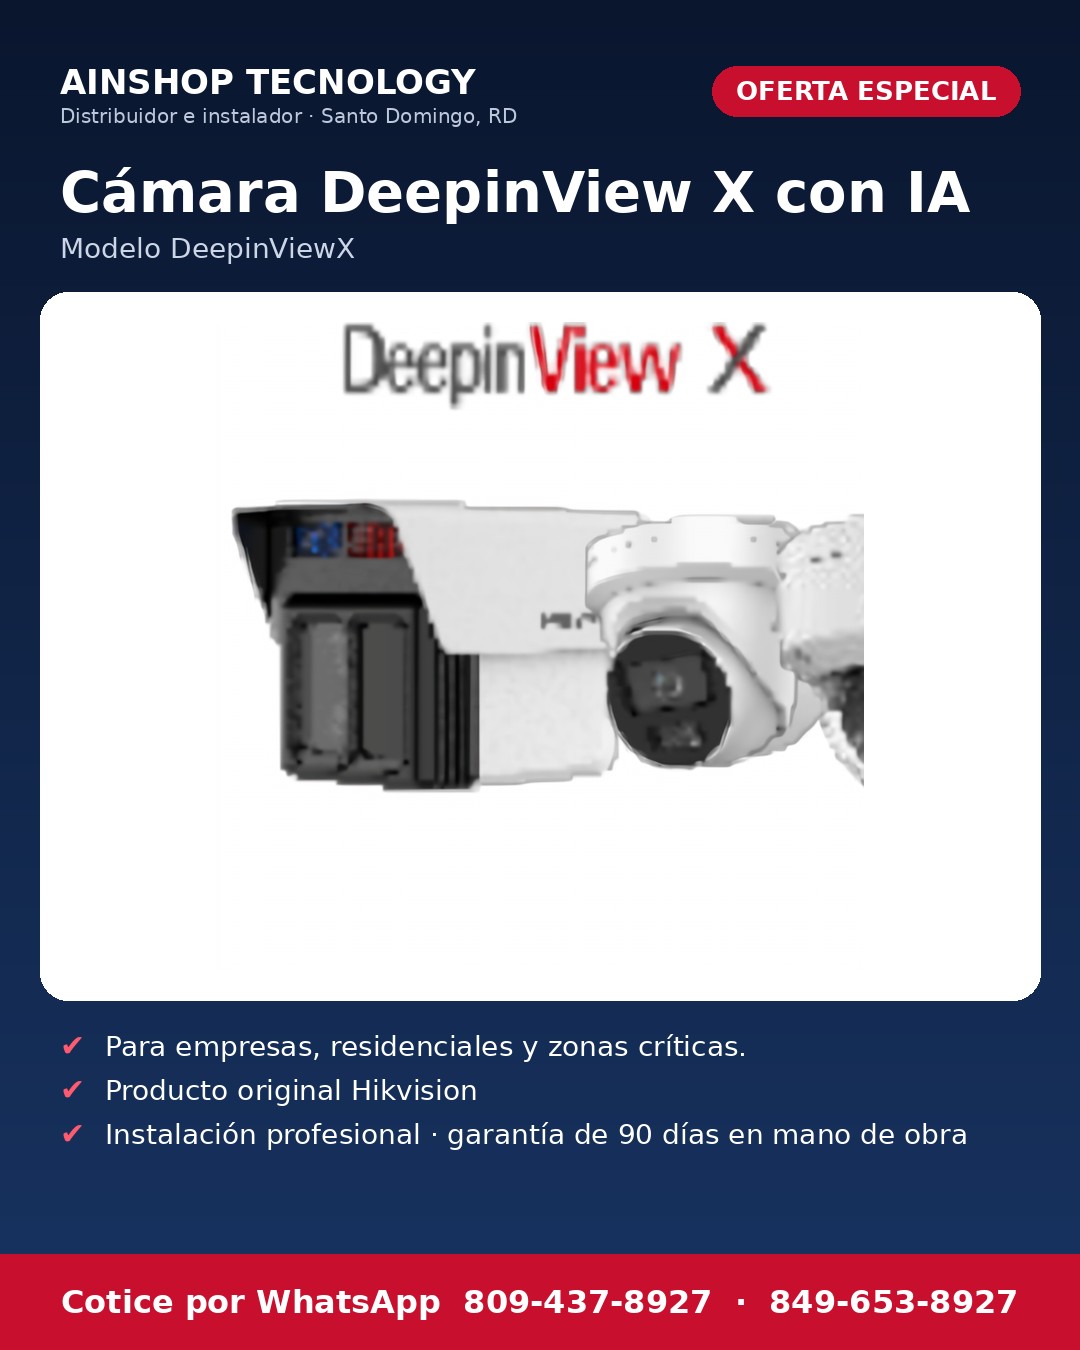 AINSHOP TECNOLOGY
OFERTA ESPECIAL
Distribuidor e instalador · Santo Domingo, RD
Cámara DeepinView X con IA
Modelo DeepinViewX
DeepinView X
✔ Para empresas, residenciales y zonas críticas.
✔ Producto original Hikvision
✔ Instalación profesional · garantía de 90 días en mano de obra
Cotice por WhatsApp 809-437-8927 · 849-653-8927